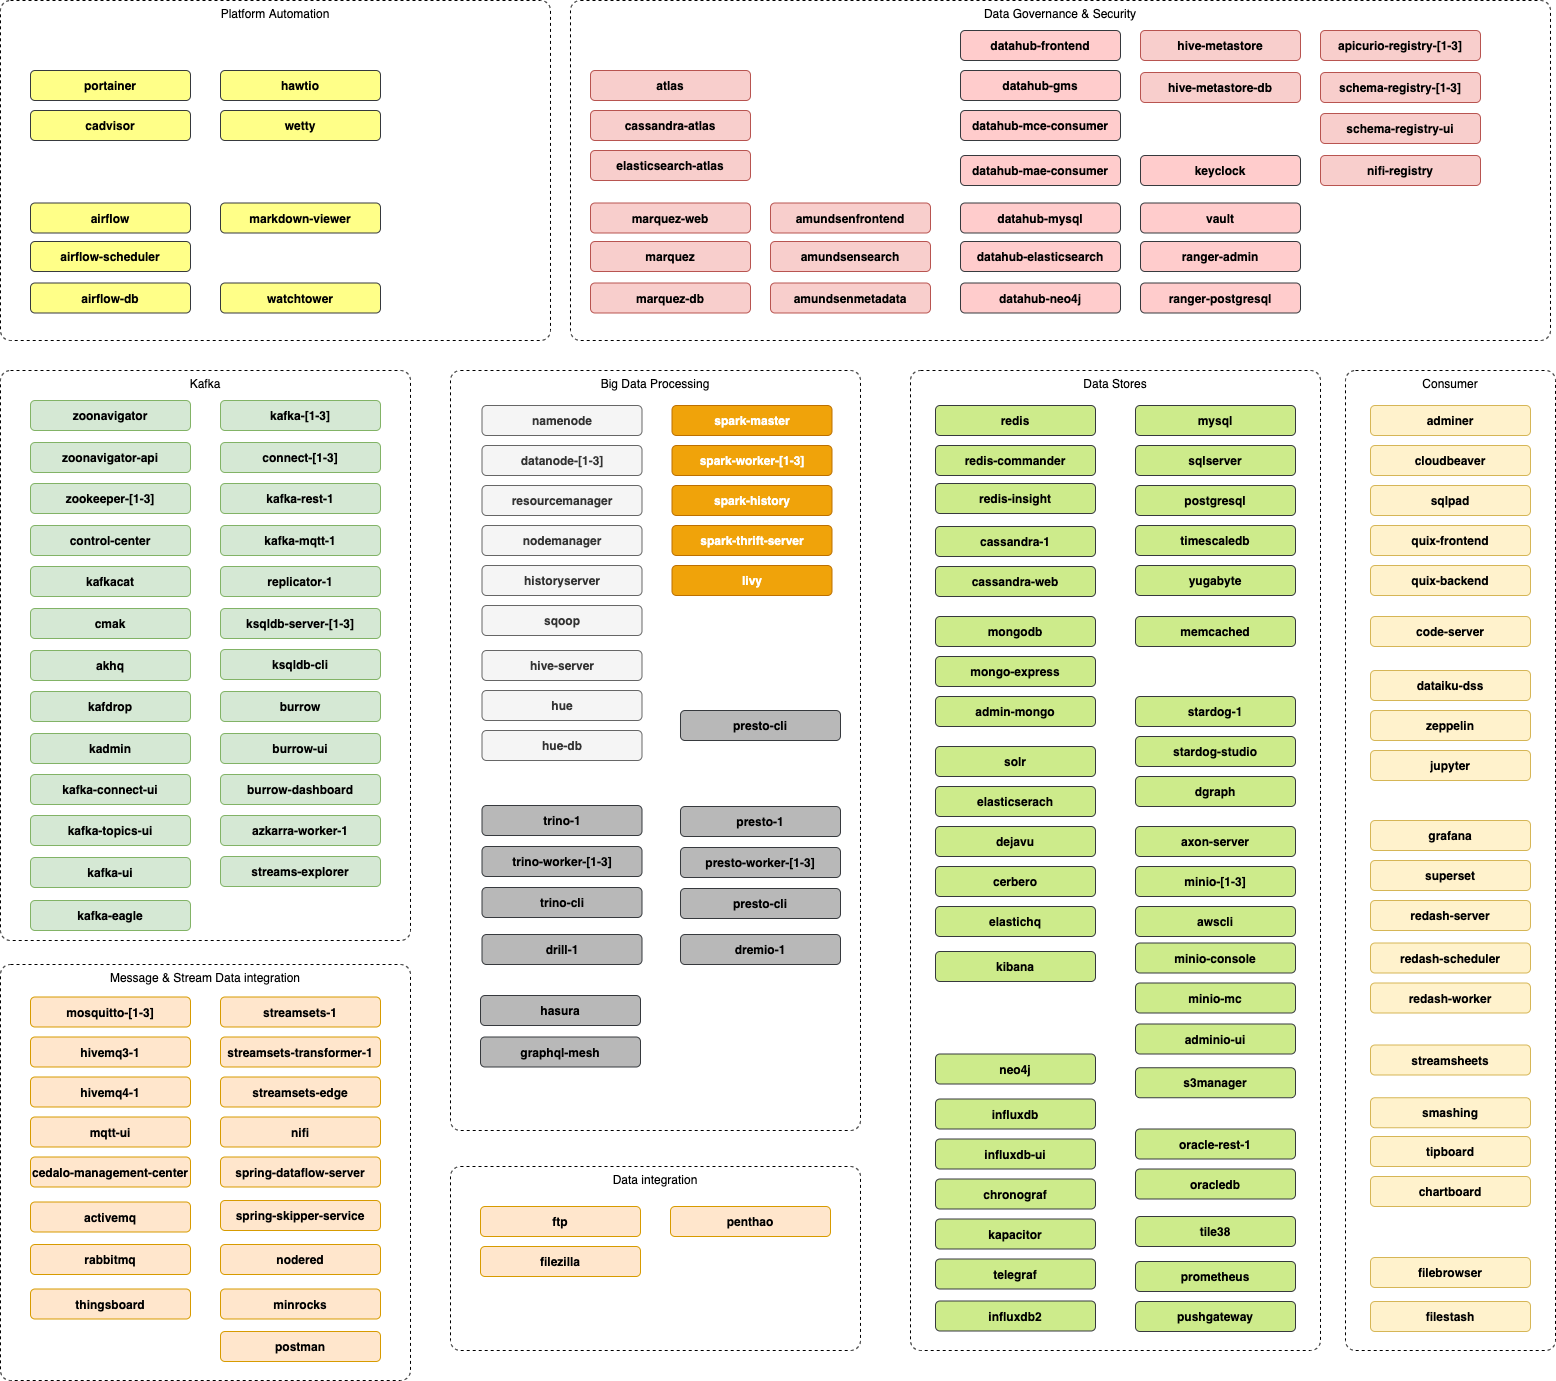 Platform Automation
portainer
hawtio
cadvisor
wetty
airflow
markdown-viewer
airflow-scheduler
airflow-db
watchtower
Data Governance & Security
datahub-frontend
hive-metastore
apicurio-registry-[1-3]
atlas
datahub-gms
hive-metastore-db
schema-registry-[1-3]
cassandra-atlas
datahub-mce-consumer
schema-registry-ui
elasticsearch-atlas
datahub-mae-consumer
keyclock
nifi-registry
marquez-web
amundsenfrontend
datahub-mysql
vault
marquez
amundsensearch
datahub-elasticsearch
ranger-admin
marquez-db
amundsenmetadata
datahub-neo4j
ranger-postgresql
Kafka
zoonavigator
kafka-[1-3]
zoonavigator-api
connect-[1-3]
zookeeper-[1-3]
kafka-rest-1
control-center
kafka-mqtt-1
kafkacat
replicator-1
cmak
ksqldb-server-[1-3]
akhq
ksqldb-cli
kafdrop
burrow
kadmin
burrow-ui
kafka-connect-ui
burrow-dashboard
kafka-topics-ui
azkarra-worker-1
kafka-ui
streams-explorer
kafka-eagle
Message & Stream Data integration
mosquitto-[1-3]
streamsets-1
hivemq3-1
streamsets-transformer-1
hivemq4-1
streamsets-edge
mqtt-ui
nifi
cedalo-management-center
spring-dataflow-server
activemq
spring-skipper-service
rabbitmq
nodered
thingsboard
minrocks
postman
Big Data Processing
namenode
spark-master
datanode-[1-3]
spark-worker-[1-3]
resourcemanager
spark-history
nodemanager
spark-thrift-server
historyserver
livy
sqoop
hive-server
hue
presto-cli
hue-db
trino-1
presto-1
trino-worker-[1-3]
presto-worker-[1-3]
trino-cli
presto-cli
drill-1
dremio-1
hasura
graphql-mesh
Data integration
ftp
penthao
filezilla
Data Stores
redis
mysql
redis-commander
sqlserver
redis-insight
postgresql
cassandra-1
timescaledb
cassandra-web
yugabyte
mongodb
memcached
mongo-express
admin-mongo
stardog-1
solr
stardog-studio
elasticserach
dgraph
dejavu
axon-server
cerbero
minio-[1-3]
elastichq
awscli
kibana
minio-console
minio-mc
adminio-ui
neo4j
s3manager
influxdb
oracle-rest-1
influxdb-ui
oracledb
chronograf
kapacitor
tile38
telegraf
prometheus
influxdb2
pushgateway
Consumer
adminer
cloudbeaver
sqlpad
quix-frontend
quix-backend
code-server
dataiku-dss
zeppelin
jupyter
grafana
superset
redash-server
redash-scheduler
redash-worker
streamsheets
smashing
tipboard
chartboard
filebrowser
filestash